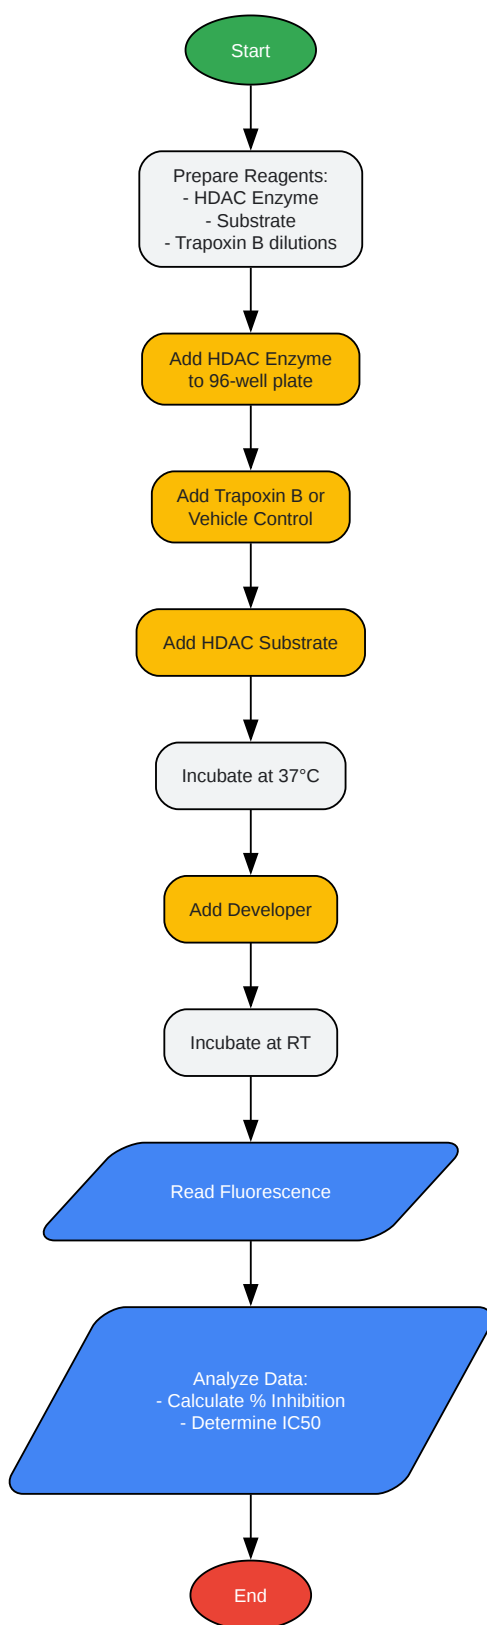 Start
Prepare Reagents:
- HDAC Enzyme
- Substrate
- Trapoxin B dilutions
Add HDAC Enzyme
to 96-well plate
Add Trapoxin B or
Vehicle Control
Add HDAC Substrate
Incubate at 37°C
Add Developer
Incubate at RT
Read Fluorescence
Analyze Data:
- Calculate % Inhibition
- Determine IC50
End